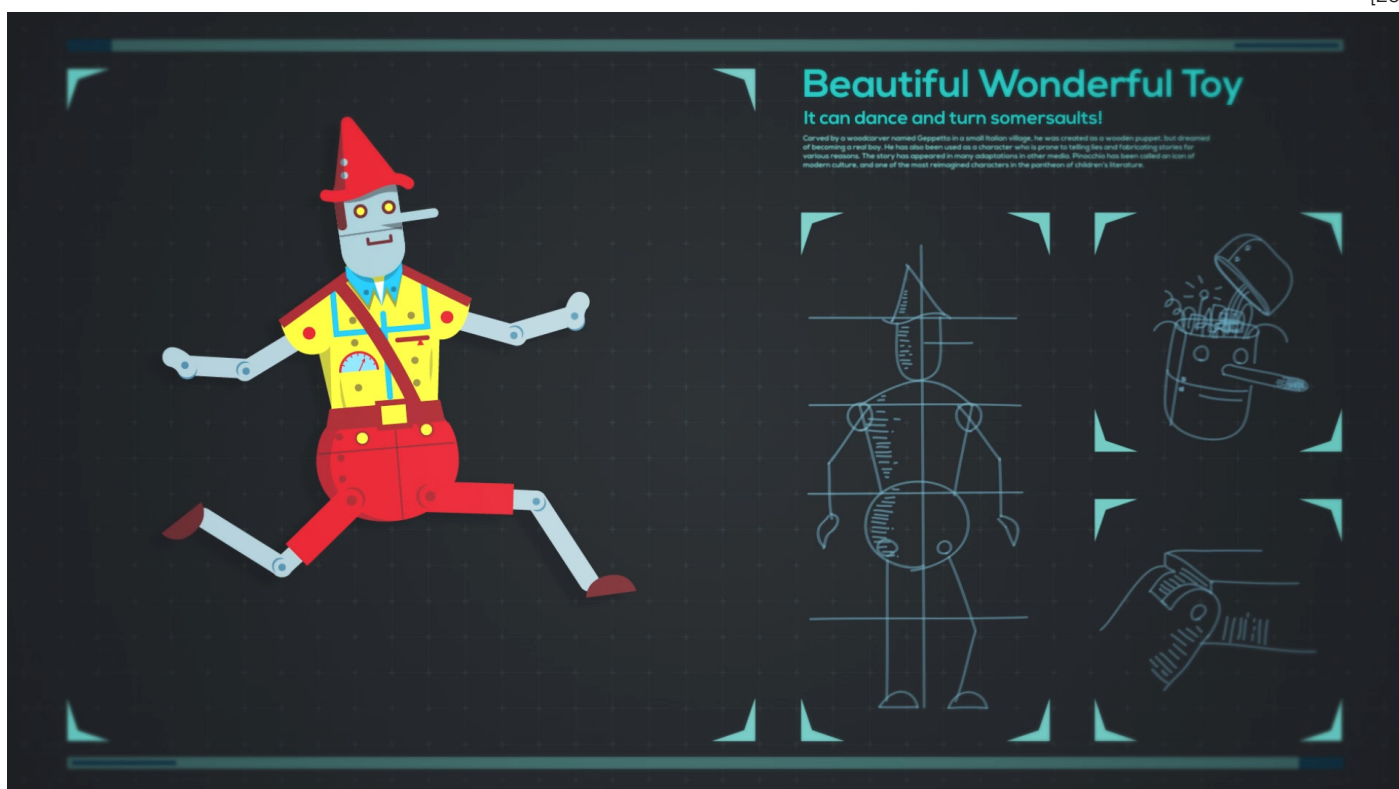 [20
Beautiful Wonderful Toy
It can dance and turn somersaults!
Carved by a woodcarver named Geppetto in a small Italian village, he was created as a wooden puppet, but dreamed
of becoming a real boy. He has also been used as a character who is prone to telling lies and fabricating stories for
various reasons. The story has appeared in many adaptations in other media. Pinocchio has been called an icon of
modern culture, and one of the most reimagined characters in the pantheon of children's literature.